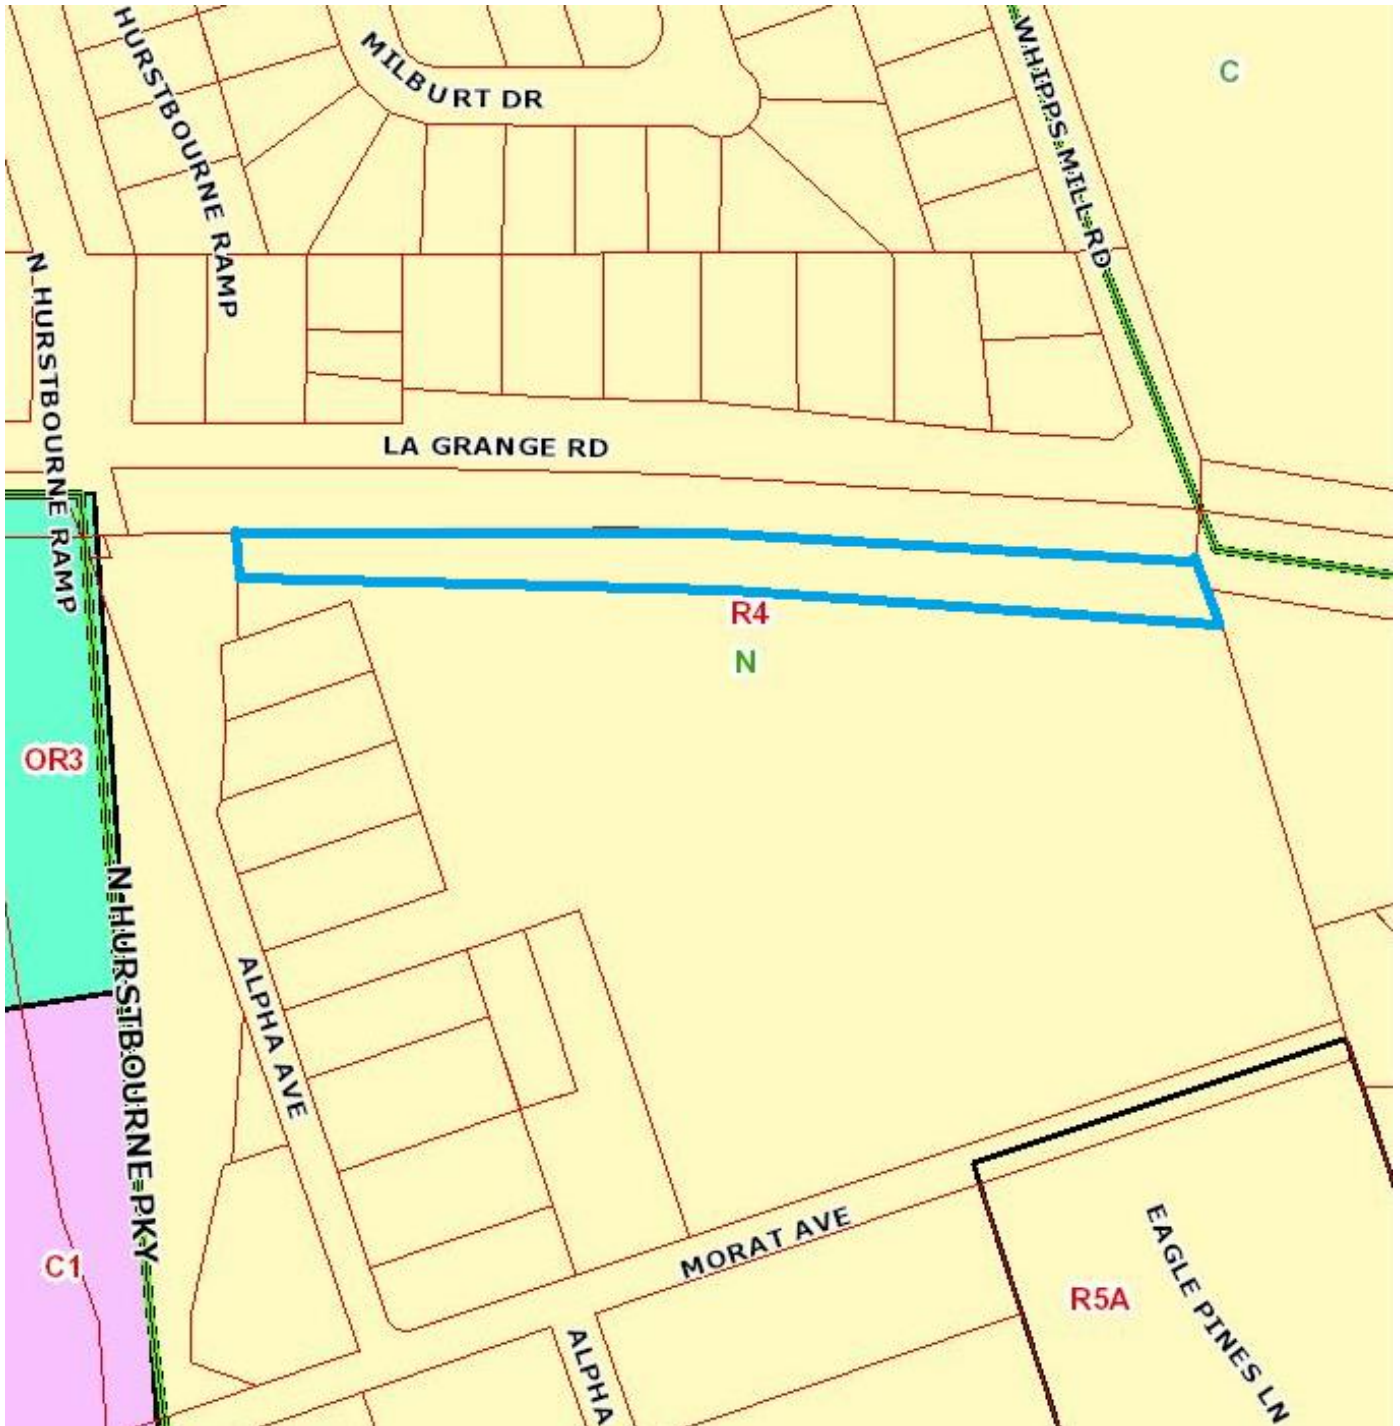 HURSTBOURNE RAMP
MILBURT DR
WHIPPS MILL RD
C
N HURSTBOURNE RAMP
LA GRANGE RD
R4
N
OR3
N HURSTBOURNE PKY
ALPHA AVE
MORAT AVE
EAGLE PINES LN
C1
R5A
ALPHA